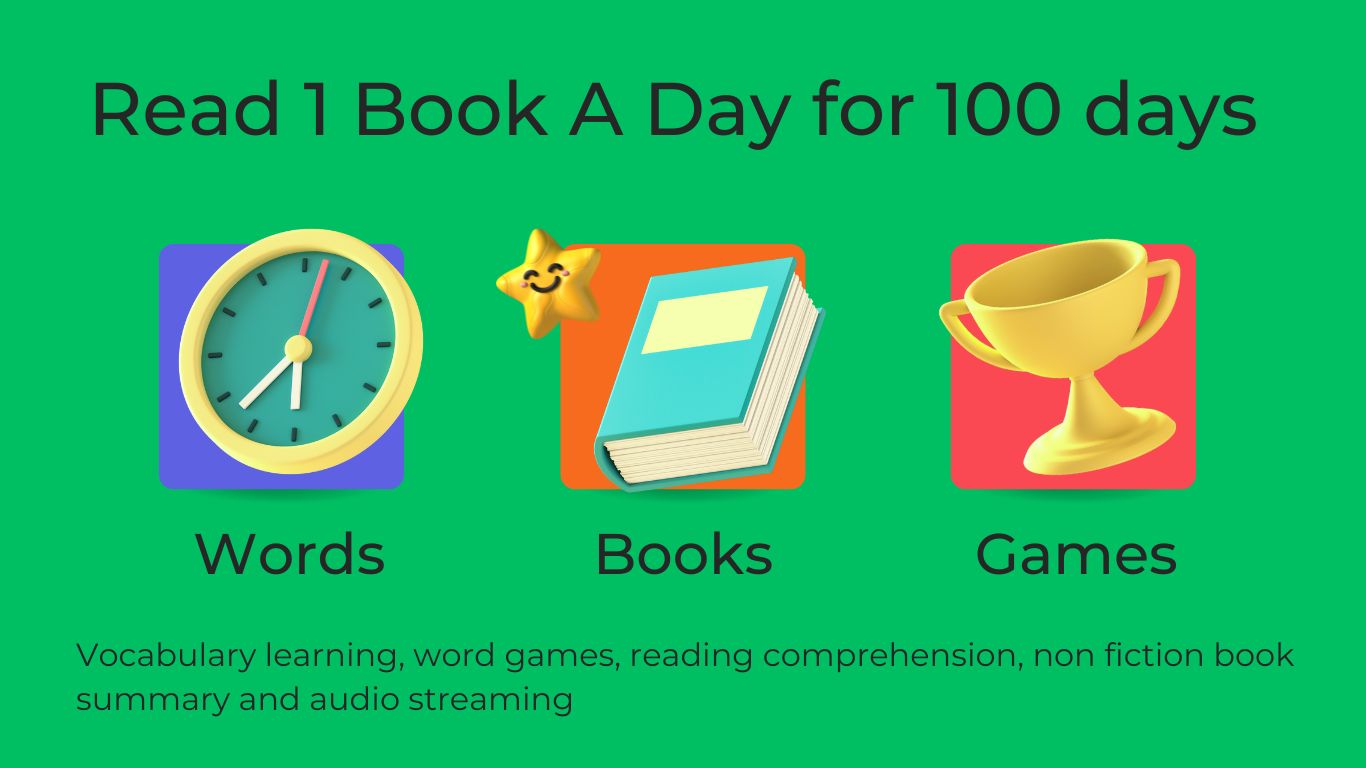 Read 1 Book A Day for 100 days
Words
Books
Games
Vocabulary learning, word games, reading comprehension, non fiction book
summary and audio streaming